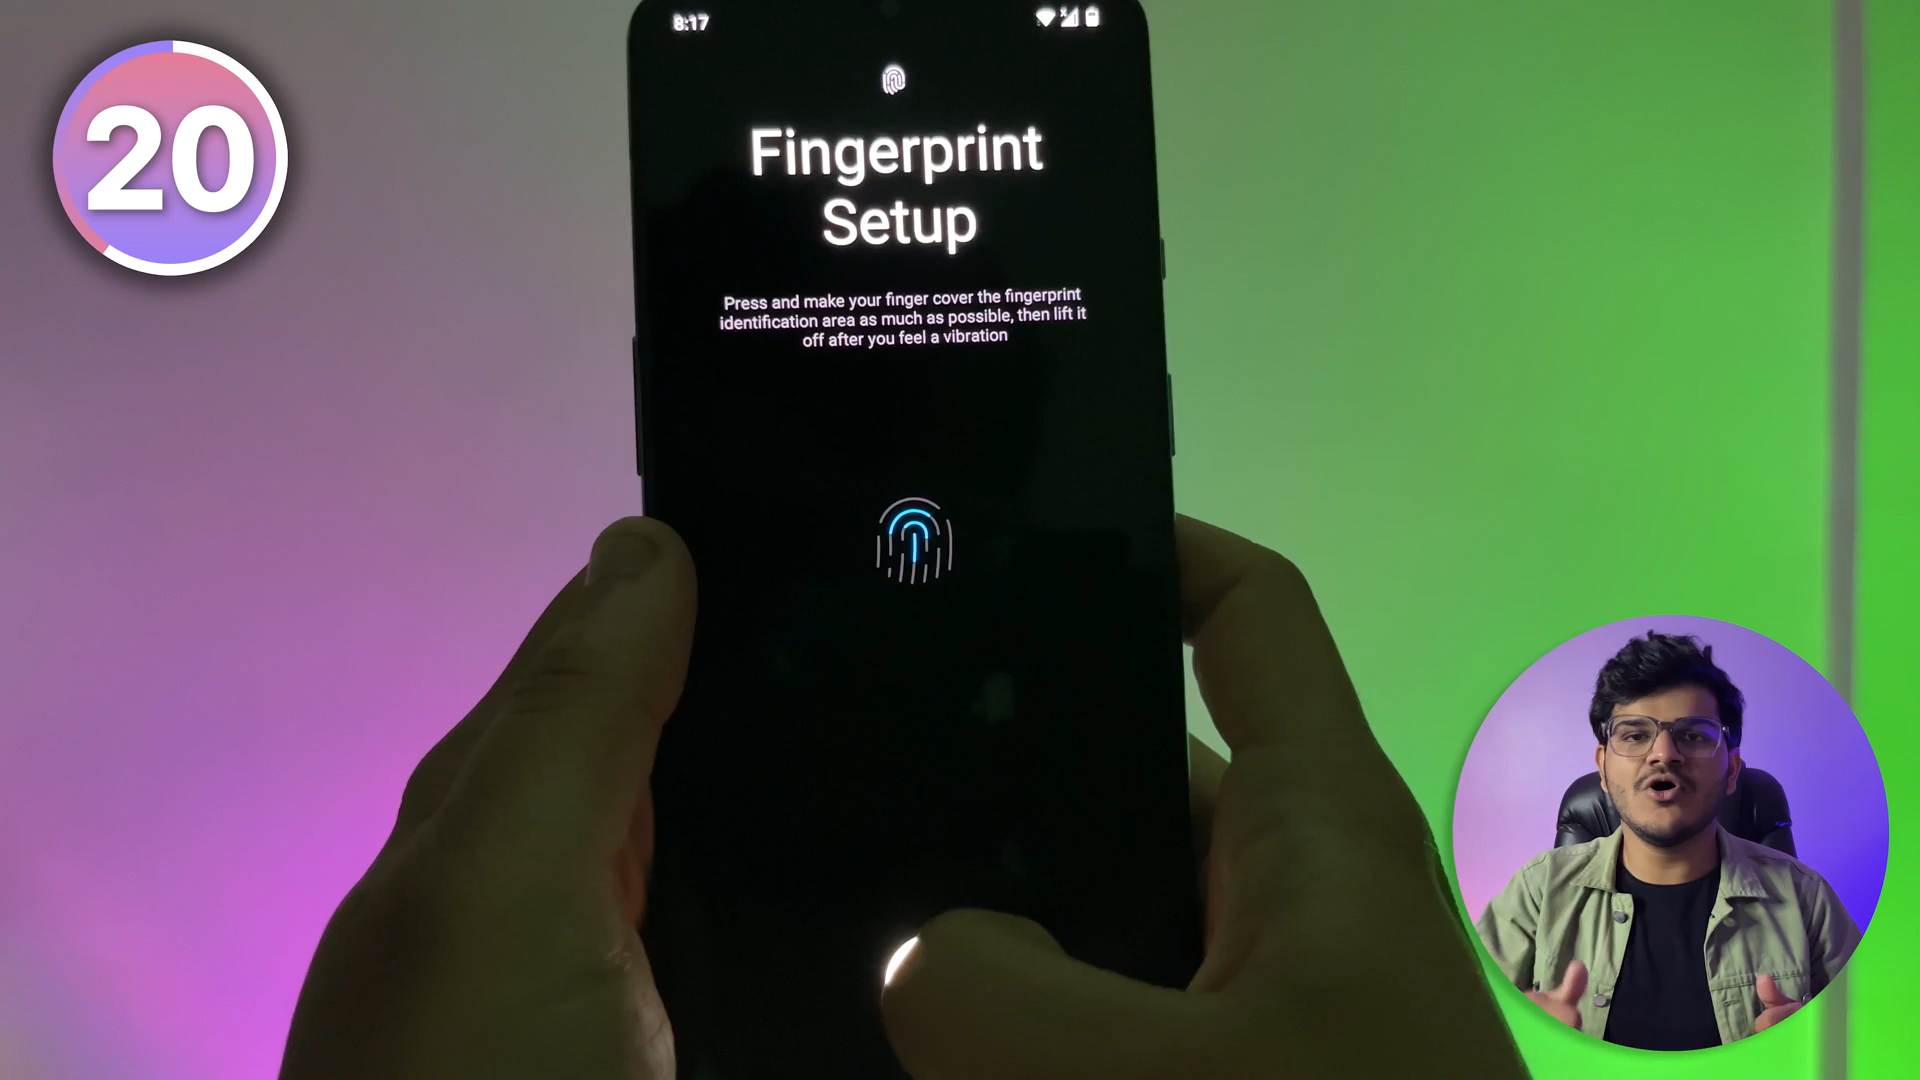 20
8:17
Fingerprint
Setup
Press and make your finger cover the fingerprint
identification area as much as possible, then lift it
off after you feel a vibration